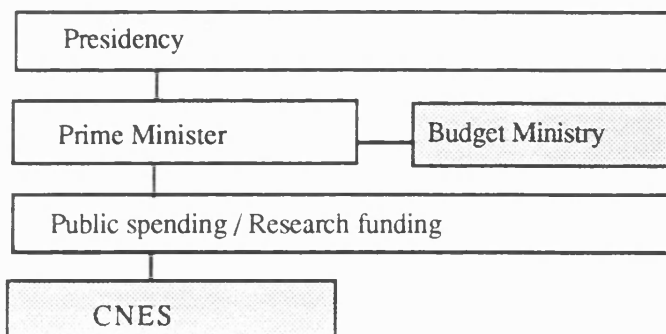 Presidency
Prime Minister
Budget Ministry
Public spending / Research funding
CNES